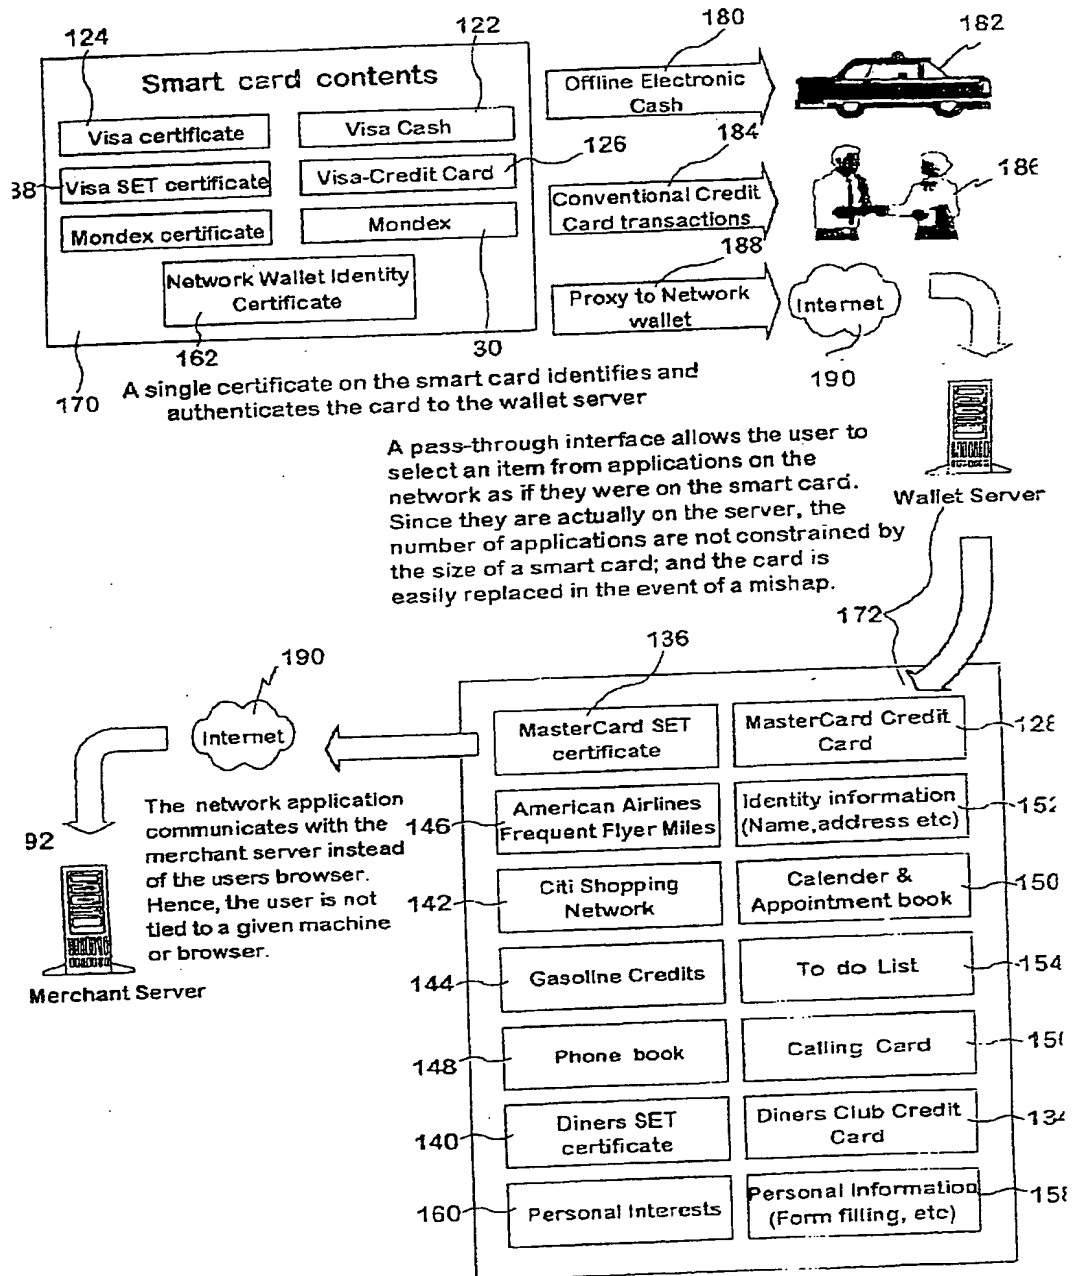 124
122
180
182
Smart card contents
Visa certificate
Visa Cash
Offline Electronic
Cash
38
Visa SET certificate
Visa-Credit Card
126
184
186
Conventional Credit
Card transactions
Mondex certificate
Mondex
188
Network Wallet Identity
Certificate
Proxy to Network
wallet
Internet
162
30
190
170
A single certificate on the smart card identifies and
authenticates the card to the wallet server
A pass-through interface allows the user to
select an item from applications on the
network as if they were on the smart card.
Since they are actually on the server, the
number of applications are not constrained by
the size of a smart card; and the card is
easily replaced in the event of a mishap.
Wallet Server
172
190
136
Internet
MasterCard SET
certificate
MasterCard Credit
Card
128
The network application
communicates with the
merchant server instead
of the users browser.
Hence, the user is not
tied to a given machine
or browser.
92
Merchant Server
146
American Airlines
Frequent Flyer Miles
Identity information
(Name,address etc)
152
142
Citi Shopping
Network
Calender &
Appointment book
150
144
Gasoline Credits
To do List
154
148
Phone book
Calling Card
140
Diners SET
certificate
Diners Club Credit
Card
134
160
Personal Interests
Personal Information
(Form filling, etc)
158